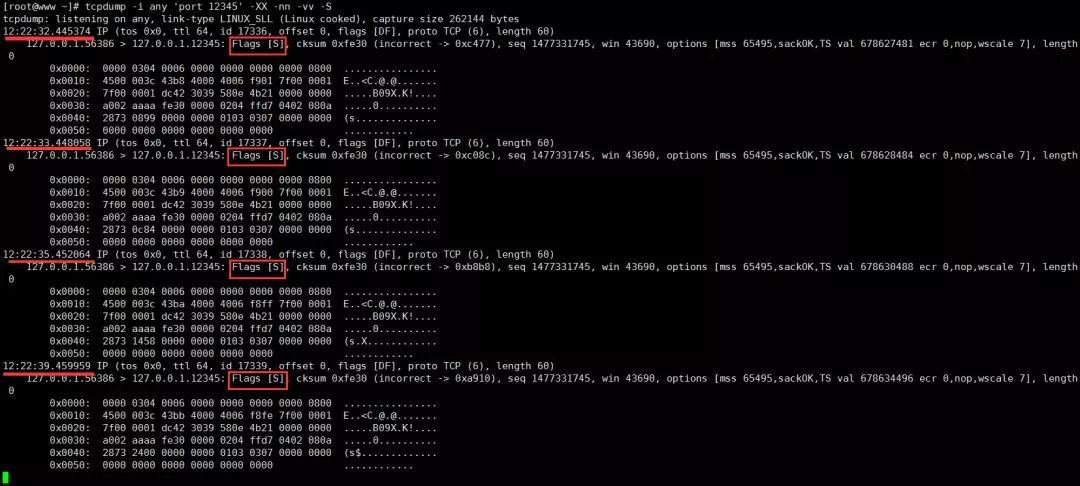 [root@www ~]# tcpdump -i any 'port 12345' -XX -nn -vv -S
tcpdump: listening on any, link-type LINUX_SLL (Linux cooked), capture size 262144 bytes
12:22:32.445374 IP (tos 0x0, ttl 64, id 17336, offset 0, flags [DF], proto TCP (6), length 60)
127.0.0.1.56386 > 127.0.0.1.12345: Flags [S], cksum 0xfe30 (incorrect -> 0xc477), seq 1477331745, win 43690, options [mss 65495,sackOK,TS val 678627481 ecr 0,nop,wscale 7], length
0
0x0000: 0000 0304 0006 0000 0000 0000 0000 0800 ................
0x0010: 4500 003c 43b8 4000 4006 f901 7f00 0001 E..<C.@.@.......
0x0020: 7f00 0001 dc42 3039 580e 4b21 0000 0000 .....B09X.K!....
0x0030: a002 aaaa fe30 0000 0204 ffd7 0402 080a .....0..........
0x0040: 2873 0899 0000 0000 0103 0307 0000 0000 (s..............
0x0050: 0000 0000 0000 0000 0000 0000 ............
12:22:33.448058 IP (tos 0x0, ttl 64, id 17337, offset 0, flags [DF], proto TCP (6), length 60)
127.0.0.1.56386 > 127.0.0.1.12345: Flags [S], cksum 0xfe30 (incorrect -> 0xc08c), seq 1477331745, win 43690, options [mss 65495,sackOK,TS val 678628484 ecr 0,nop,wscale 7], length
0
0x0000: 0000 0304 0006 0000 0000 0000 0000 0800 ................
0x0010: 4500 003c 43b9 4000 4006 f900 7f00 0001 E..<C.@.@.......
0x0020: 7f00 0001 dc42 3039 580e 4b21 0000 0000 .....B09X.K!....
0x0030: a002 aaaa fe30 0000 0204 ffd7 0402 080a .....0..........
0x0040: 2873 0c84 0000 0000 0103 0307 0000 0000 (s..............
0x0050: 0000 0000 0000 0000 0000 0000 ............
12:22:35.452064 IP (tos 0x0, ttl 64, id 17338, offset 0, flags [DF], proto TCP (6), length 60)
127.0.0.1.56386 > 127.0.0.1.12345: Flags [S], cksum 0xfe30 (incorrect -> 0xb8b8), seq 1477331745, win 43690, options [mss 65495,sackOK,TS val 678630488 ecr 0,nop,wscale 7], length
0
0x0000: 0000 0304 0006 0000 0000 0000 0000 0800 ................
0x0010: 4500 003c 43ba 4000 4006 f8ff 7f00 0001 E..<C.@.@.......
0x0020: 7f00 0001 dc42 3039 580e 4b21 0000 0000 .....B09X.K!....
0x0030: a002 aaaa fe30 0000 0204 ffd7 0402 080a .....0..........
0x0040: 2873 1458 0000 0000 0103 0307 0000 0000 (s.X............
0x0050: 0000 0000 0000 0000 0000 0000 ............
12:22:39.459959 IP (tos 0x0, ttl 64, id 17339, offset 0, flags [DF], proto TCP (6), length 60)
127.0.0.1.56386 > 127.0.0.1.12345: Flags [S], cksum 0xfe30 (incorrect -> 0xa910), seq 1477331745, win 43690, options [mss 65495,sackOK,TS val 678634496 ecr 0,nop,wscale 7], length
0
0x0000: 0000 0304 0006 0000 0000 0000 0000 0800 ................
0x0010: 4500 003c 43bb 4000 4006 f8fe 7f00 0001 E..<C.@.@.......
0x0020: 7f00 0001 dc42 3039 580e 4b21 0000 0000 .....B09X.K!....
0x0030: a002 aaaa fe30 0000 0204 ffd7 0402 080a .....0..........
0x0040: 2873 2400 0000 0000 0103 0307 0000 0000 (s$.............
0x0050: 0000 0000 0000 0000 0000 0000 ............